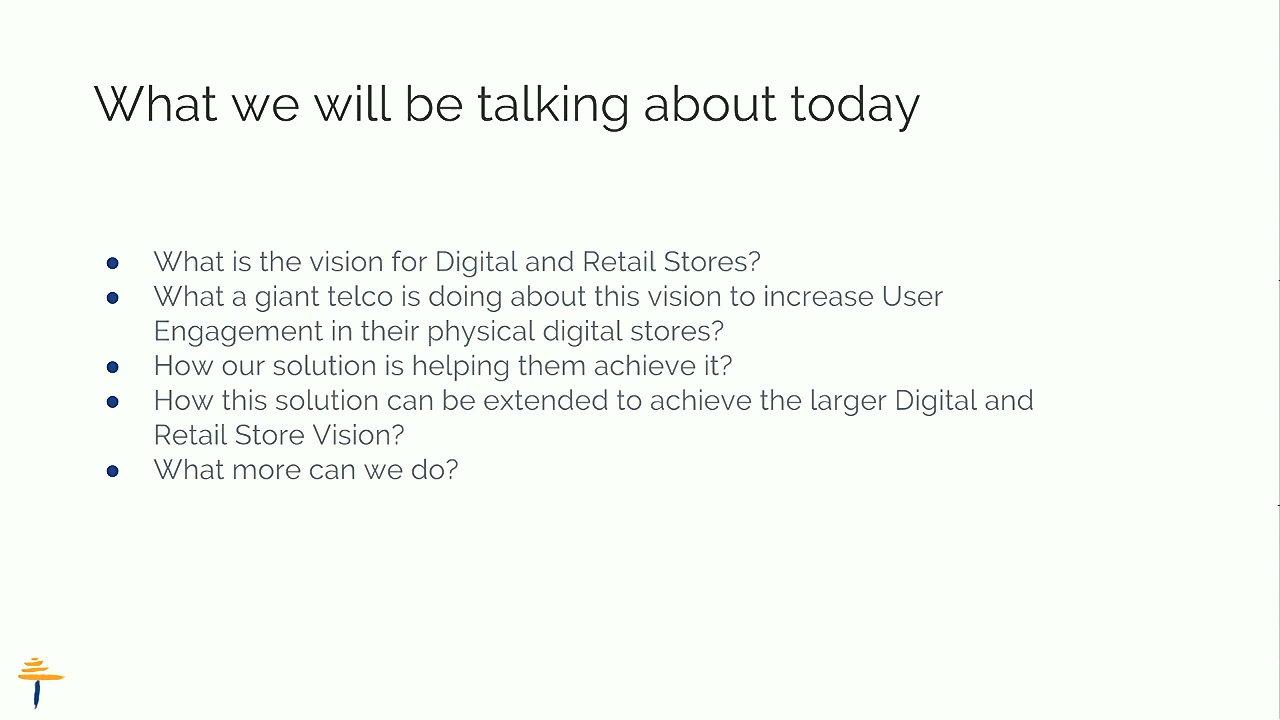 What we will be talking about today
● What is the vision for Digital and Retail Stores?
● What a giant telco is doing about this vision to increase User
Engagement in their physical digital stores?
● How our solution is helping them achieve it?
● How this solution can be extended to achieve the larger Digital and
Retail Store Vision?
● What more can we do?